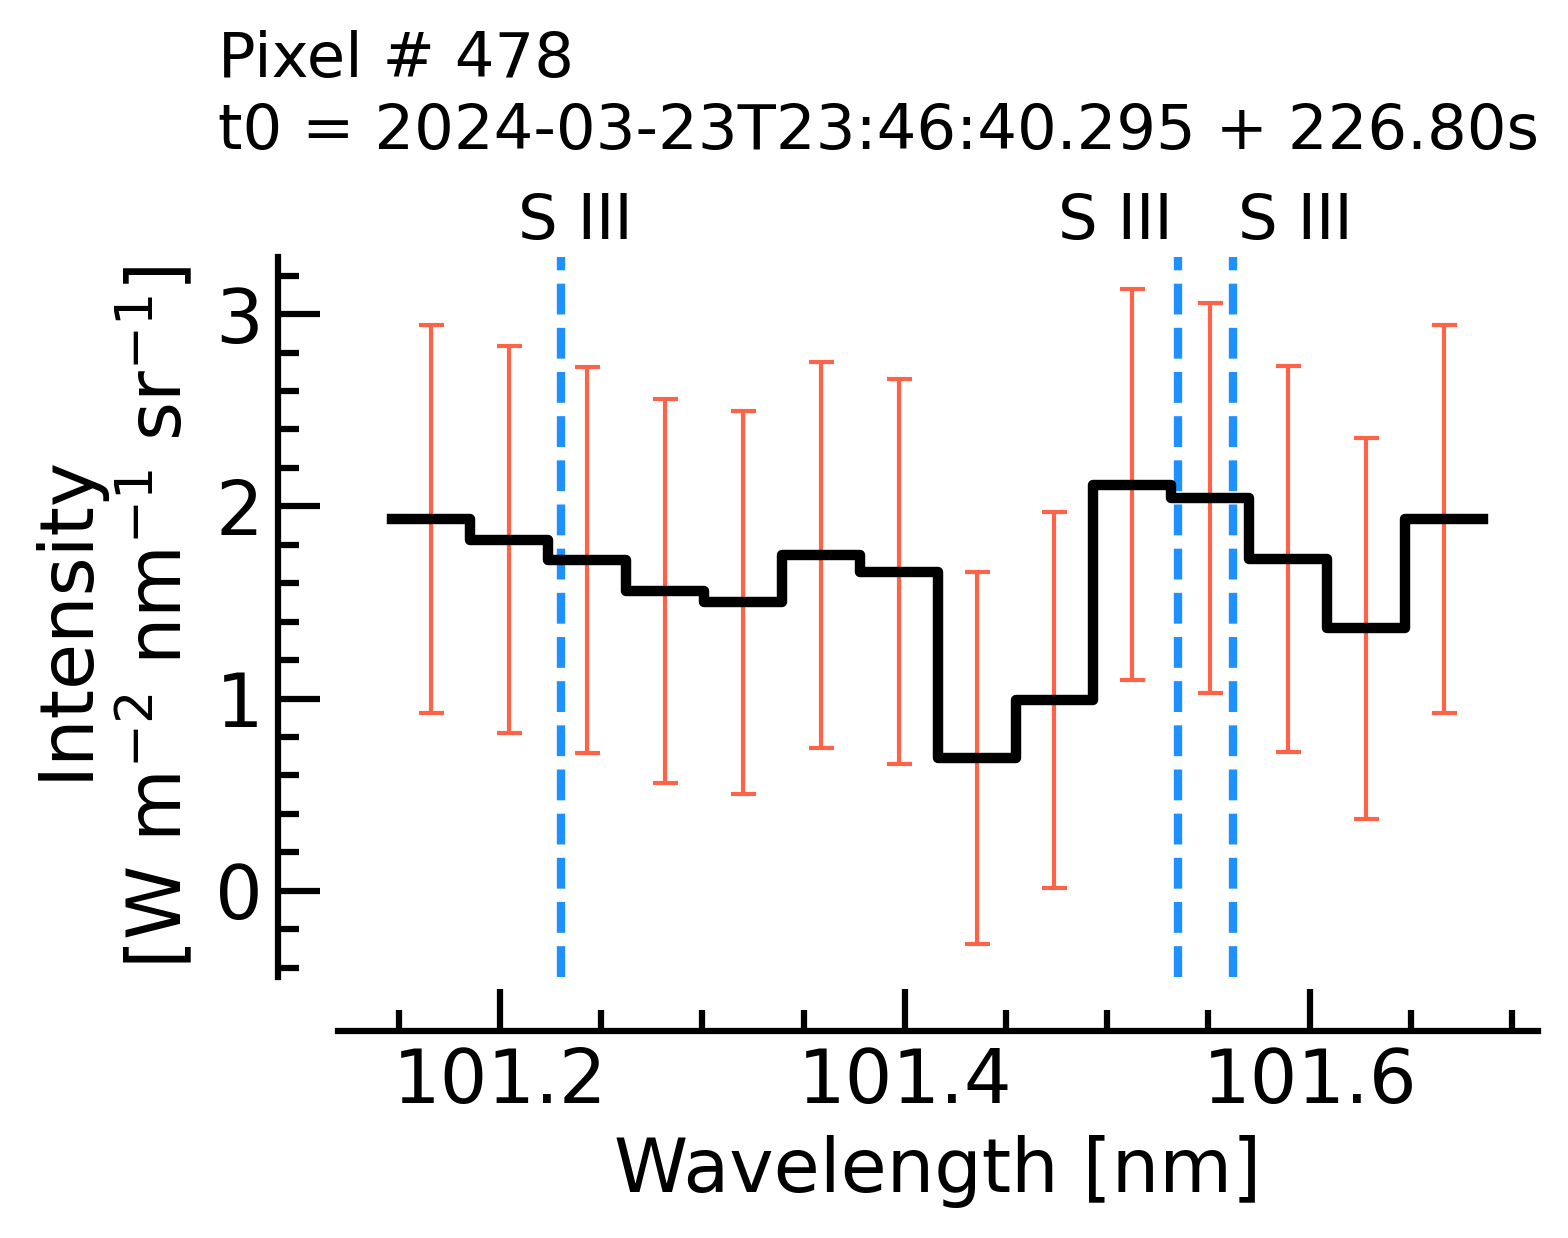 Pixel # 478
t0 = 2024-03-23T23:46:40.295 + 226.80s
S III S III S III
Intensity
[W m⁻² nm⁻¹ sr⁻¹]
3
2
1
0
101.2 101.4 101.6
Wavelength [nm]